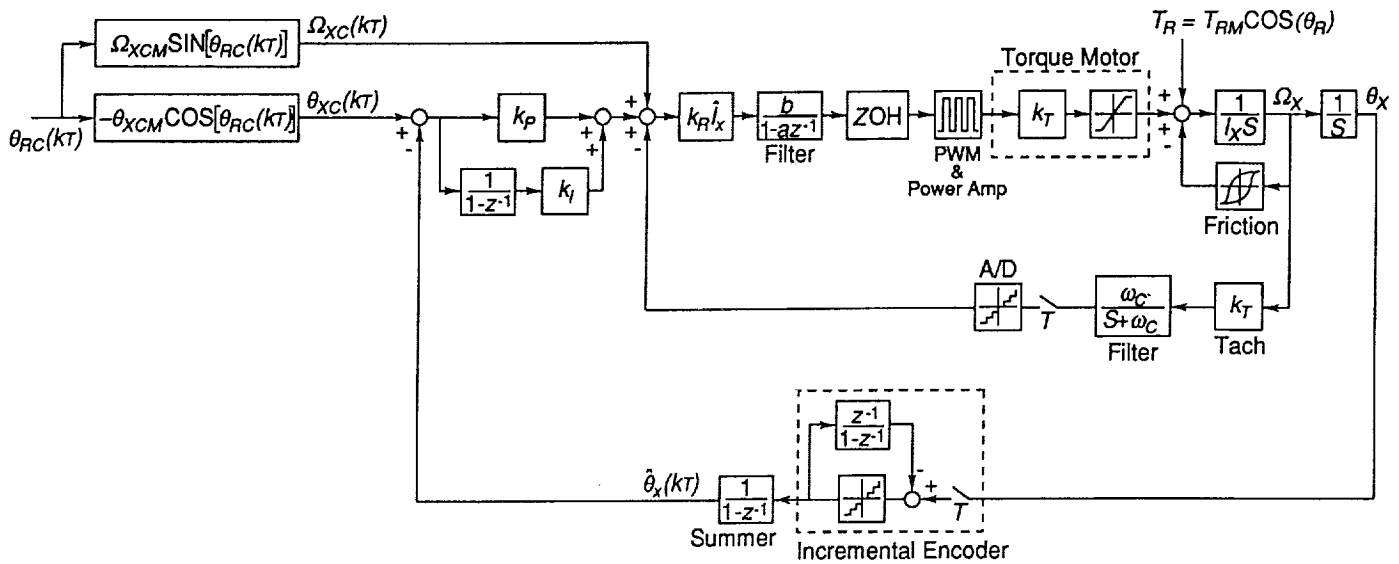 Ω_XCM SIN[θ_RC(kT)]
Ω_XC(kT)
-θ_XCM COS[θ_RC(kT)]
θ_XC(kT)
θ_RC(kT)
+
-
k_P
1
1-z⁻¹
k_I
+
+
+
+
-
k_R Î_x
b
1-az⁻¹
Filter
ZOH
PWM
&
Power Amp
Torque Motor
k_T
T_R = T_RM COS(θ_R)
+
+
-
1
I_X S
Ω_X
1
S
θ_X
Friction
A/D
T
ω_C
S+ω_C
Filter
k_T
Tach
z⁻¹
1-z⁻¹
-
+
T
Incremental Encoder
θ̂_x(kT)
1
1-z⁻¹
Summer